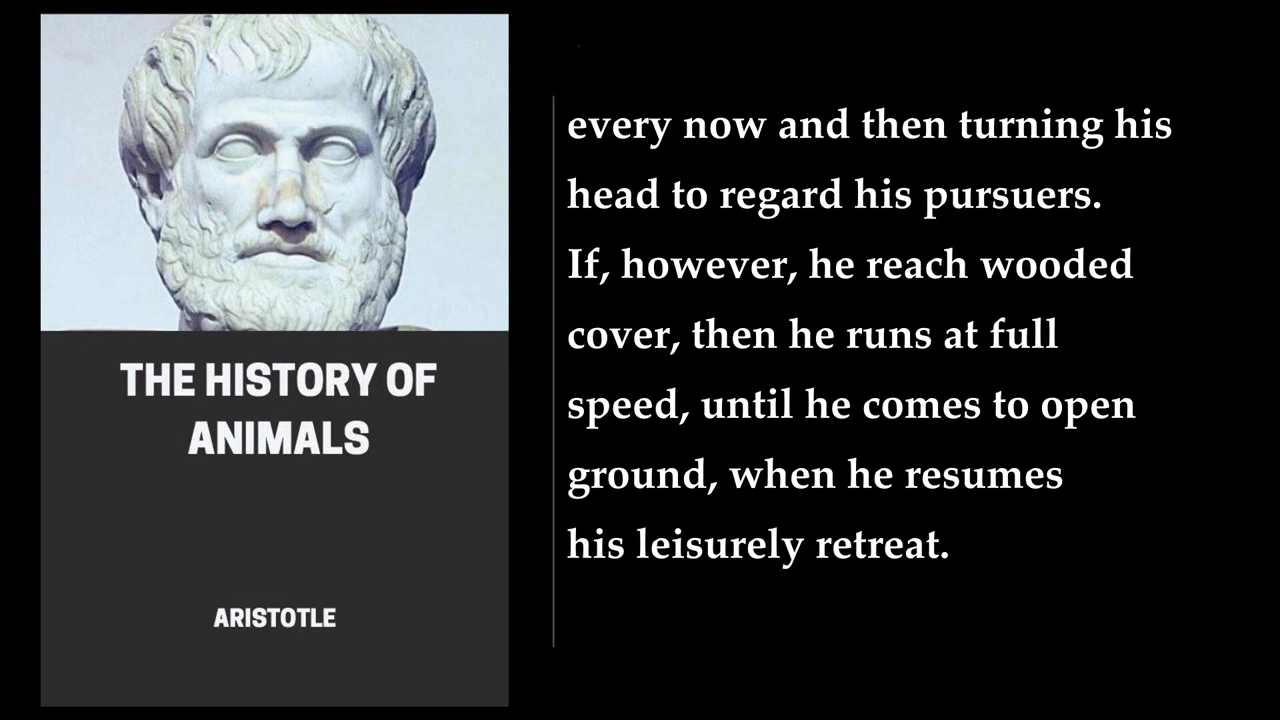 THE HISTORY OF
ANIMALS
ARISTOTLE
every now and then turning his
head to regard his pursuers.
If, however, he reach wooded
cover, then he runs at full
speed, until he comes to open
ground, when he resumes
his leisurely retreat.